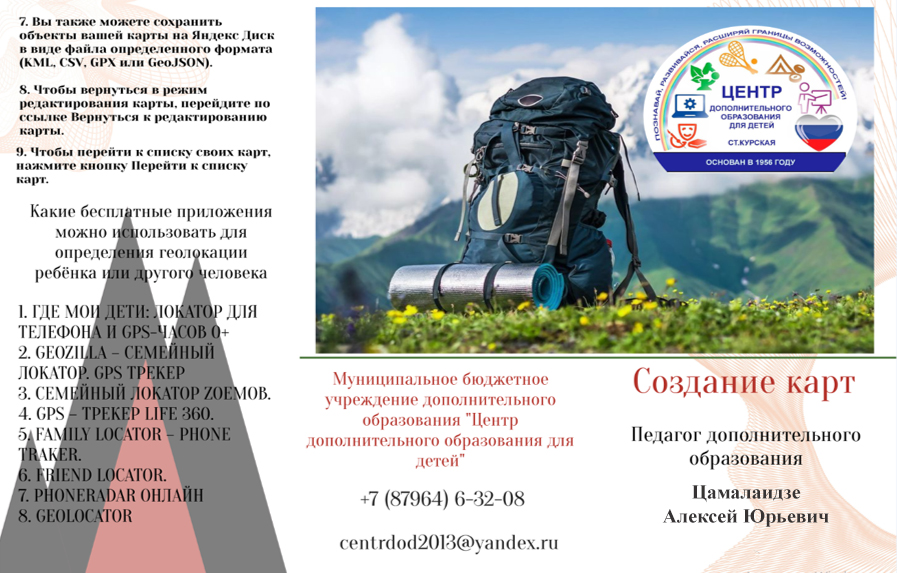 7. Вы также можете сохранить
объекты вашей карты на Яндекс Диск
в виде файла определенного формата
(KML, CSV, GPX или GeoJSON).
8. Чтобы вернуться в режим
редактирования карты, перейдите по
ссылке Вернуться к редактированию
карты.
9. Чтобы перейти к списку своих карт,
нажмите кнопку Перейти к списку
карт.
Какие бесплатные приложения
можно использовать для
определения геолокации
ребёнка или другого человека
1. ГДЕ МОИ ДЕТИ: ЛОКАТОР ДЛЯ
ТЕЛЕФОНА И GPS-ЧАСОВ 0+
2. GEOZILLA – СЕМЕЙНЫЙ
ЛОКАТОР. GPS ТРЕКЕР
3. СЕМЕЙНЫЙ ЛОКАТОР ZOEMOB.
4. GPS – ТРЕКЕР LIFE 360.
5. FAMILY LOCATOR – PHONE
TRAKER.
6. FRIEND LOCATOR.
7. PHONERADAR ОНЛАЙН
8. GEOLOCATOR
ПОЗНАВАЙ, РАЗВИВАЙСЯ, РАСШИРЯЙ ГРАНИЦЫ ВОЗМОЖНОСТЕЙ!
ЦЕНТР
ДОПОЛНИТЕЛЬНОГО
ОБРАЗОВАНИЯ
ДЛЯ ДЕТЕЙ
СТ.КУРСКАЯ
ОСНОВАН В 1956 ГОДУ
Муниципальное бюджетное
учреждение дополнительного
образования "Центр
дополнительного образования для
детей"
+7 (87964) 6-32-08
centrdod2013@yandex.ru
Создание карт
Педагог дополнительного
образования
Цамалаидзе
Алексей Юрьевич